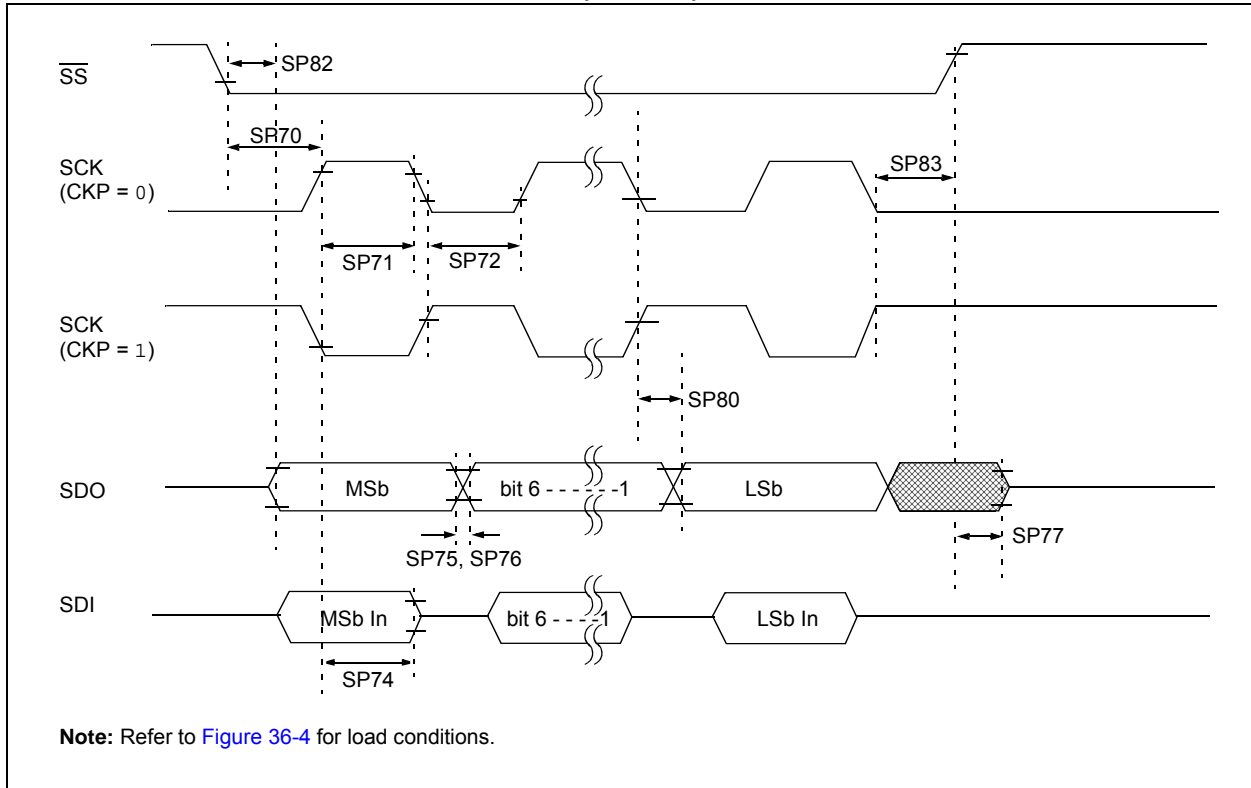 SS
SP82
SP70
SCK
(CKP = 0)
SP83
SP71
SP72
SCK
(CKP = 1)
SP80
SDO
MSb
bit 6 - - - - - -1
LSb
SP75, SP76
SP77
SDI
MSb In
bit 6 - - - -1
LSb In
SP74
Note: Refer to Figure 36-4 for load conditions.